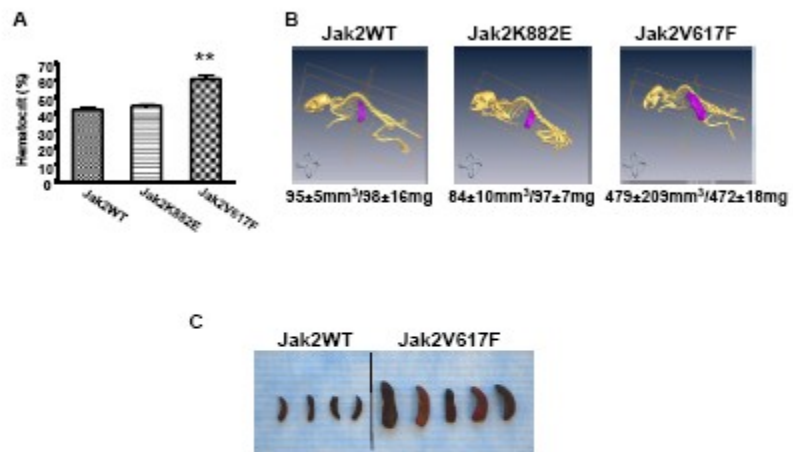 A
Hematocrit (%)
70
60
50
40
30
20
10
0
Jak2WT
Jak2K882E
Jak2V617F
**
B
Jak2WT
Jak2K882E
Jak2V617F
95±5mm³/98±16mg
84±10mm³/97±7mg
479±209mm³/472±18mg
C
Jak2WT
Jak2V617F